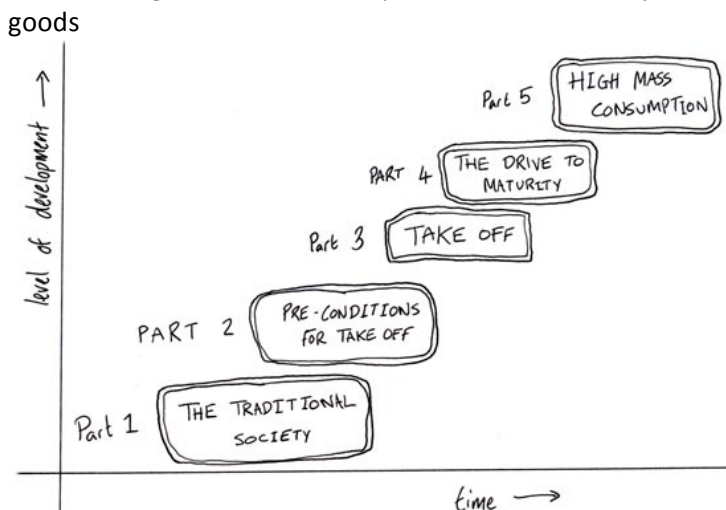 goods
level of development
Part 5
HIGH MASS
CONSUMPTION
PART 4
THE DRIVE TO
MATURITY
Part 3
TAKE OFF
PART 2
PRE-CONDITIONS
FOR TAKE OFF
Part 1
THE TRADITIONAL
SOCIETY
time